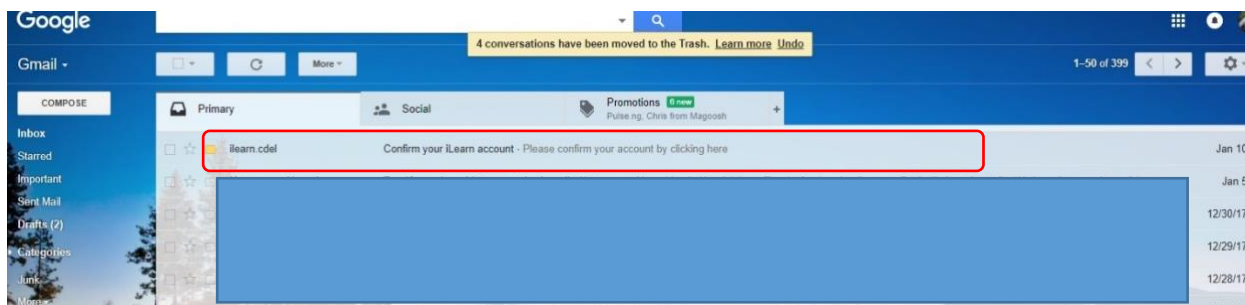 Google
4 conversations have been moved to the Trash. Learn more Undo
Gmail
More
1–50 of 399
COMPOSE
Primary
Social
Promotions 6 new
Pulse.ng, Chris from Magoosh
+
Inbox
Starred
Important
Sent Mail
Drafts (2)
Categories
Junk
More
ilearn.cdel Confirm your iLearn account - Please confirm your account by clicking here Jan 10
Jan 5
12/30/17
12/29/17
12/28/17